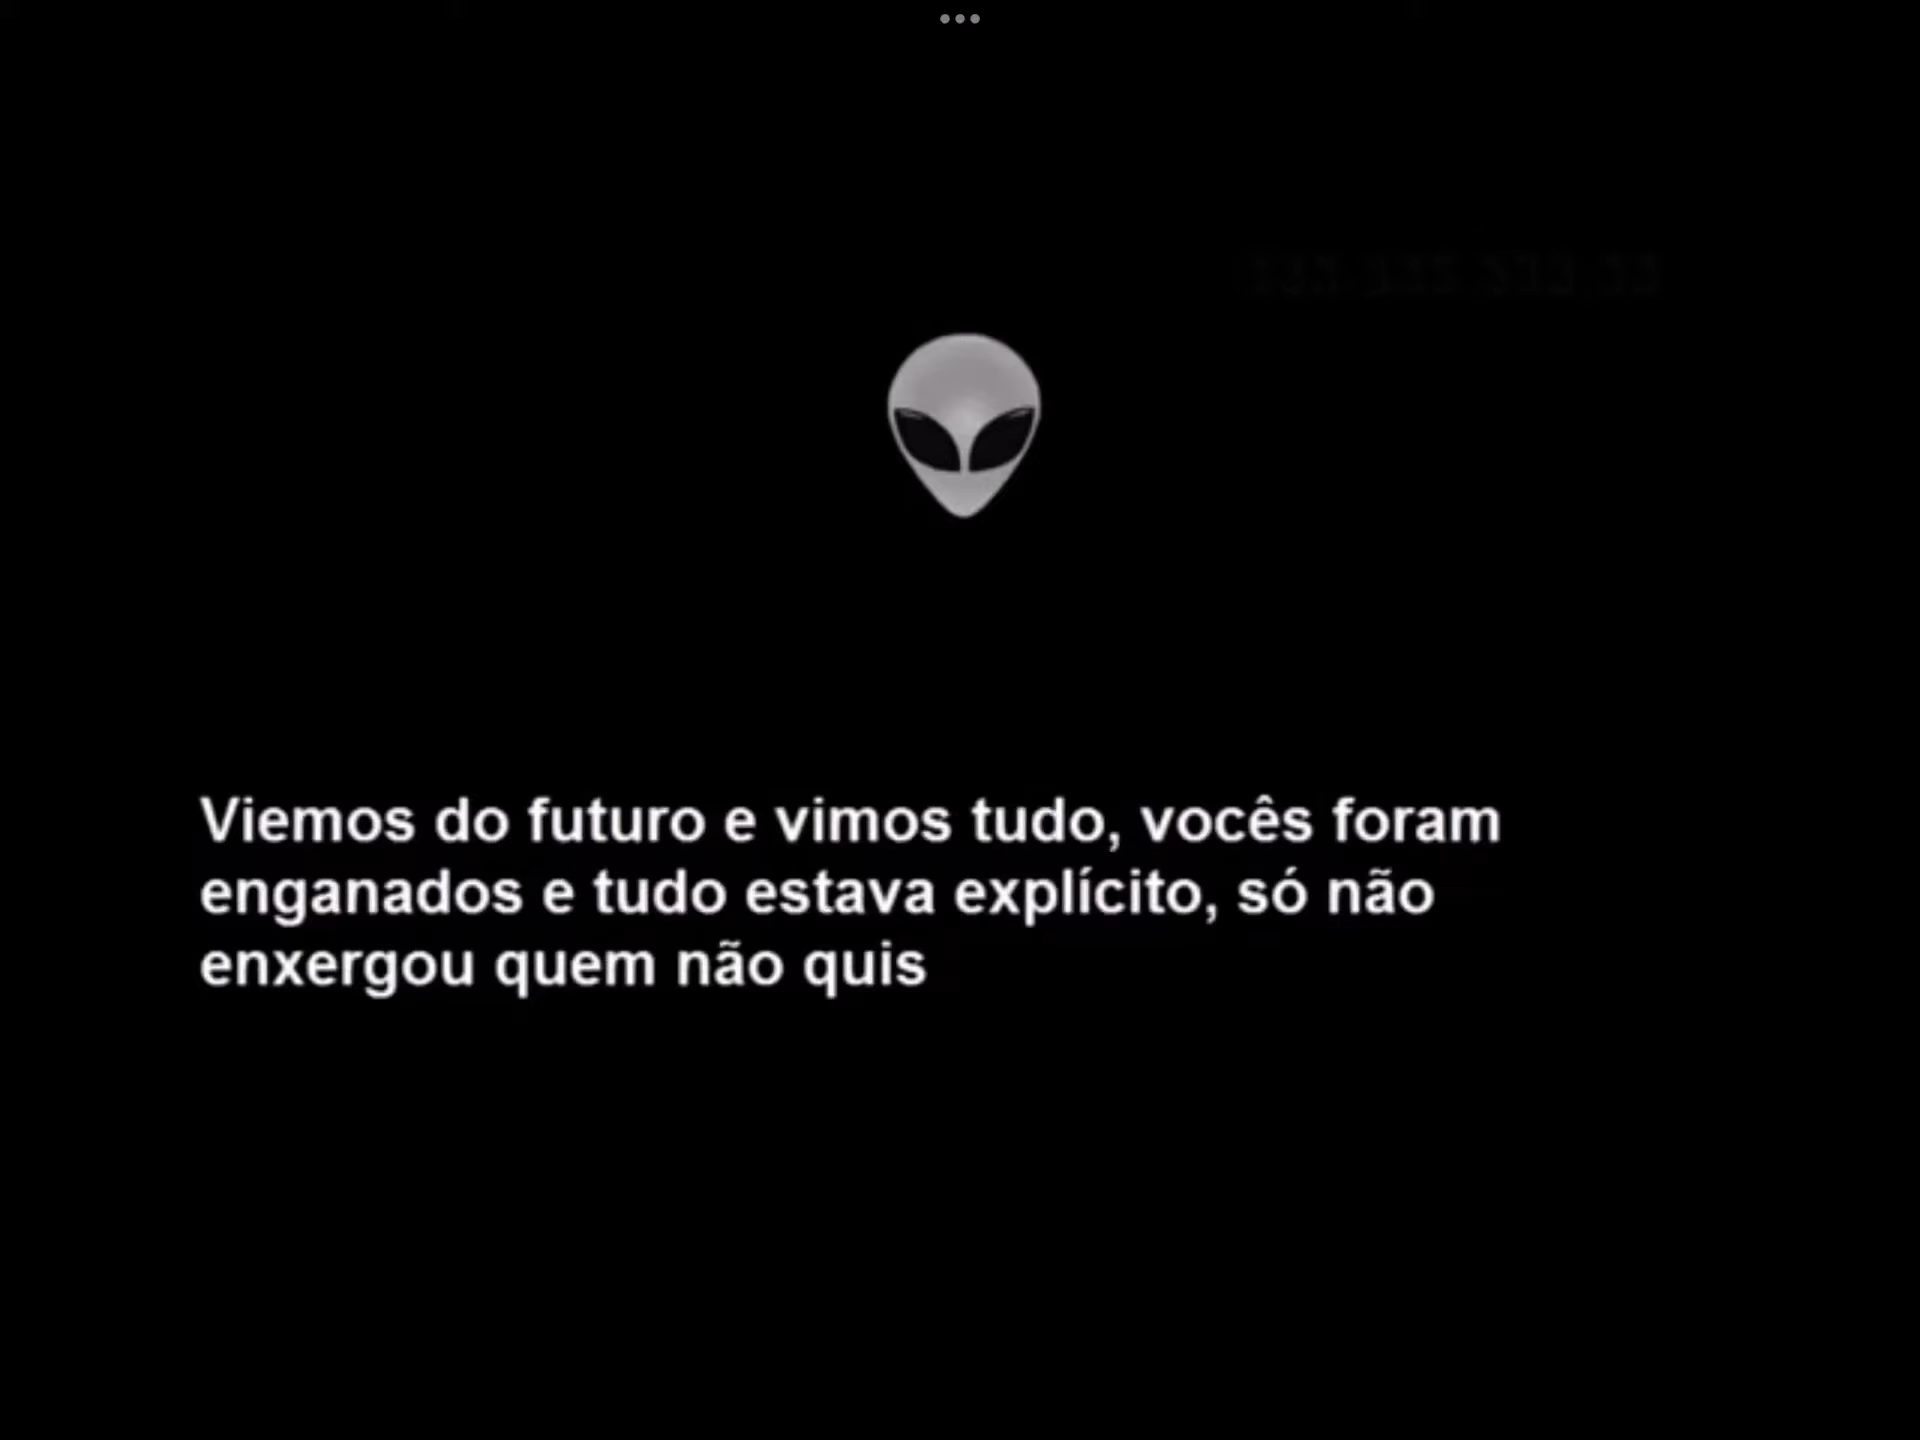 Viemos do futuro e vimos tudo, vocês foram
enganados e tudo estava explícito, só não
enxergou quem não quis